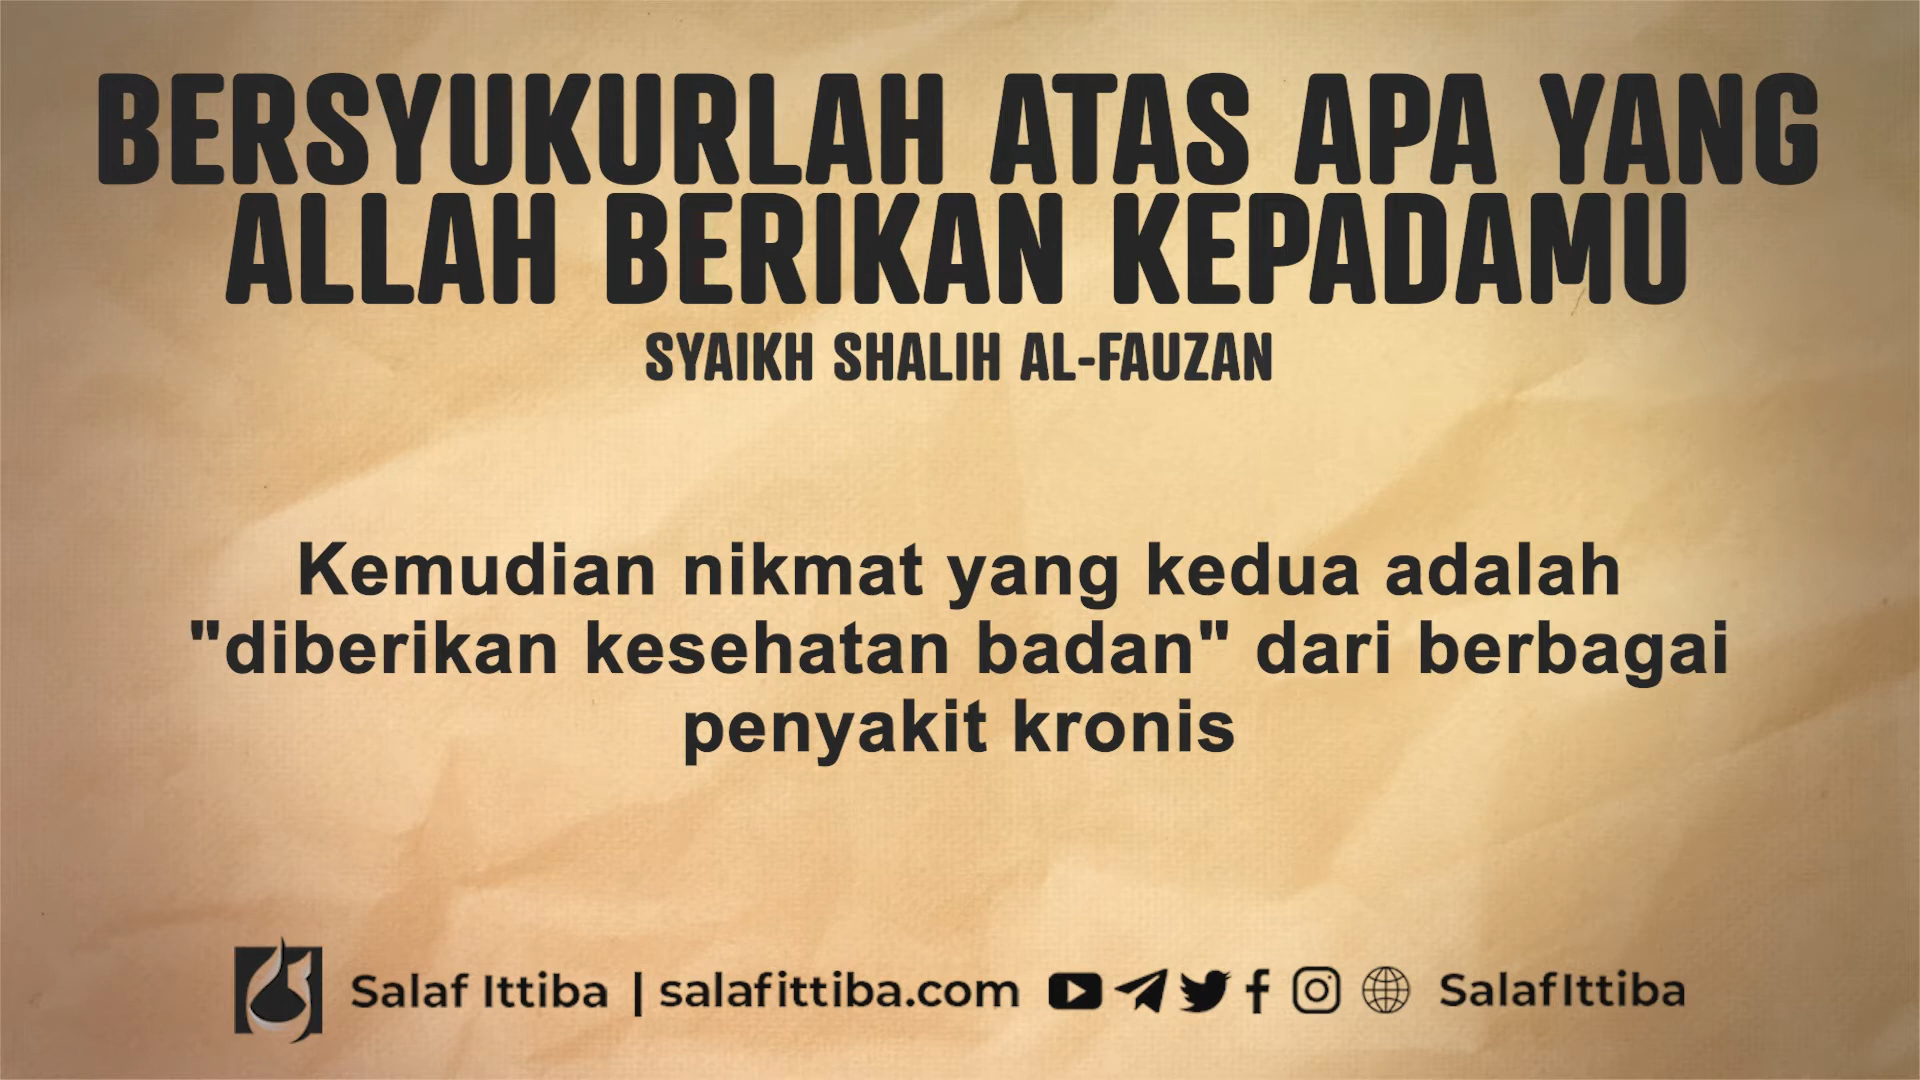 BERSYUKURLAH ATAS APA YANG
ALLAH BERIKAN KEPADAMU
SYAIKH SHALIH AL-FAUZAN
Kemudian nikmat yang kedua adalah
"diberikan kesehatan badan" dari berbagai
penyakit kronis
Salaf Ittiba | salafittiba.com SalafIttiba